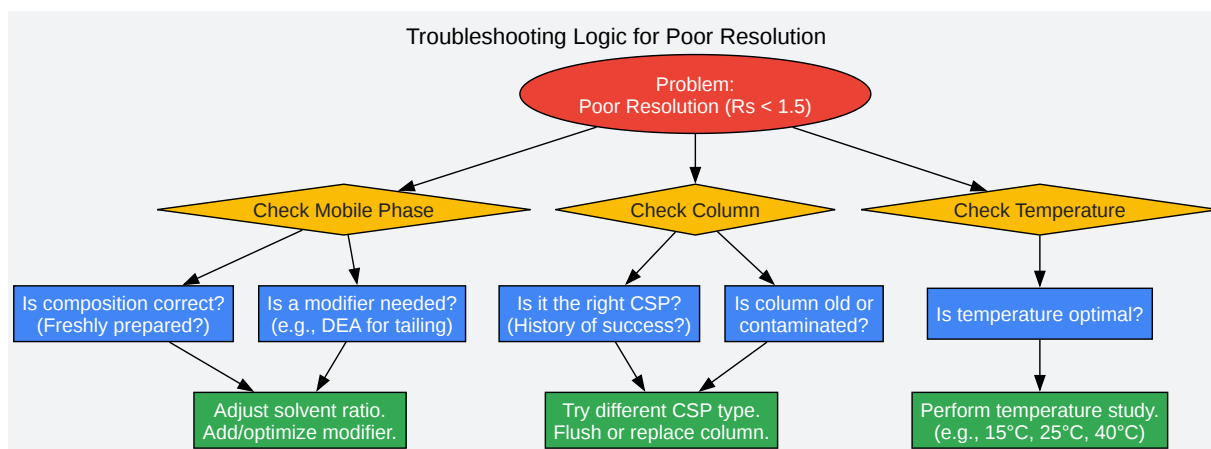 Troubleshooting Logic for Poor Resolution
Problem:
Poor Resolution (Rs < 1.5)
Check Mobile Phase
Check Column
Check Temperature
Is composition correct?
(Freshly prepared?)
Is a modifier needed?
(e.g., DEA for tailing)
Is it the right CSP?
(History of success?)
Is column old or
contaminated?
Is temperature optimal?
Adjust solvent ratio.
Add/optimize modifier.
Try different CSP type.
Flush or replace column.
Perform temperature study.
(e.g., 15°C, 25°C, 40°C)